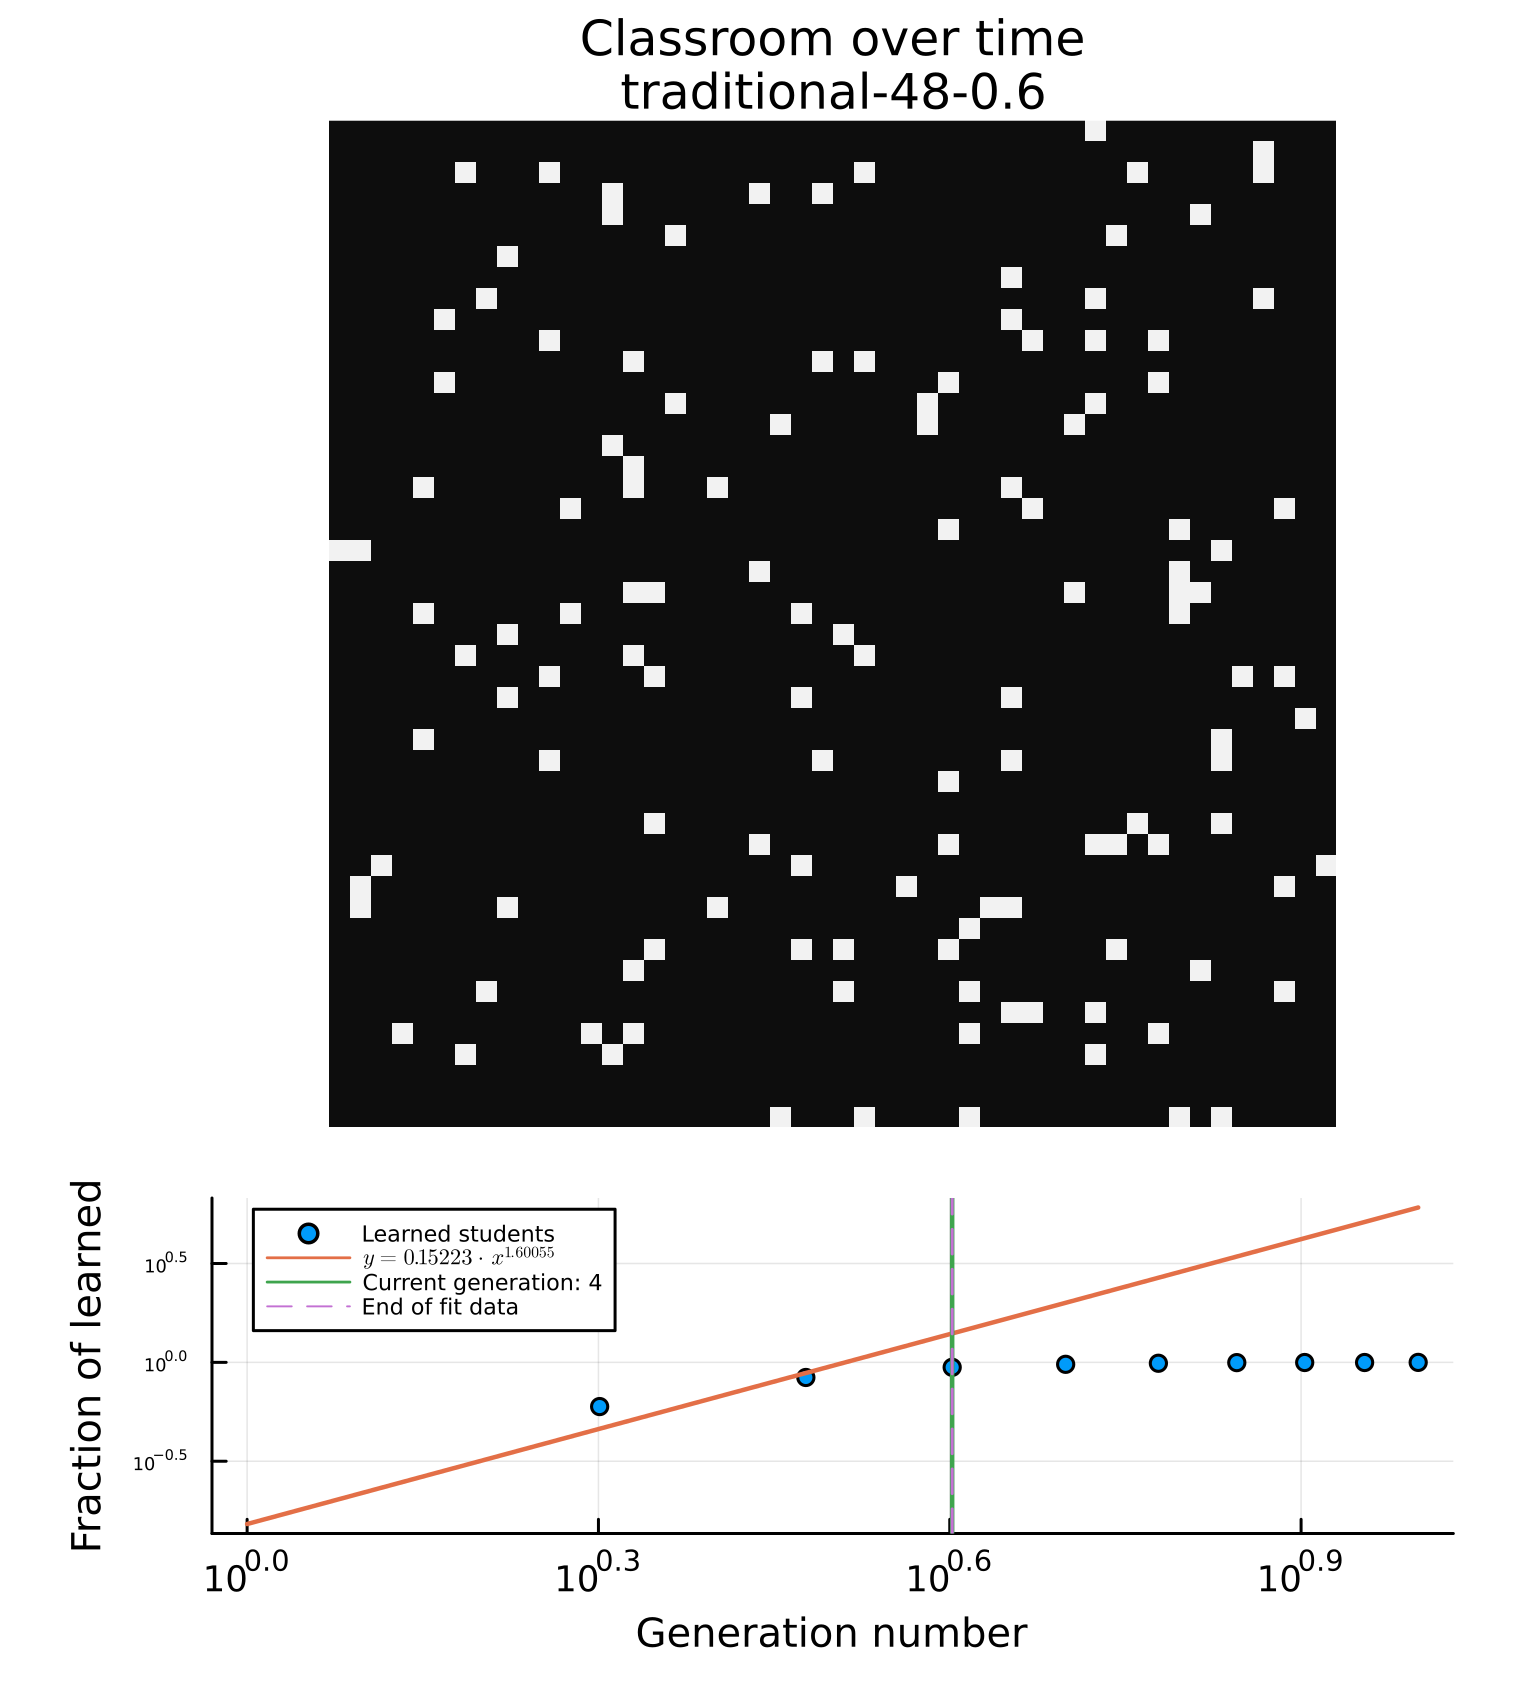 Classroom over time
traditional-48-0.6
Fraction of learned
10^0.5
10^0.0
10^−0.5
Learned students
y = 0.15223 · x^1.60055
Current generation: 4
End of fit data
10^0.0 10^0.3 10^0.6 10^0.9
Generation number